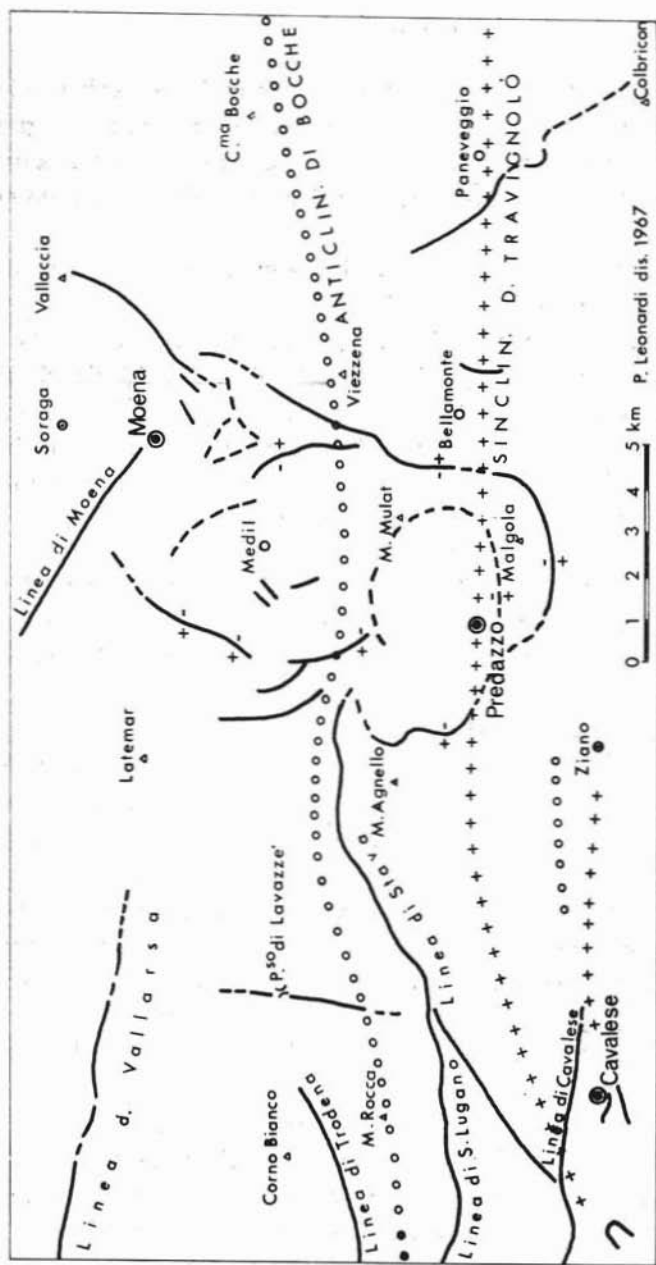 Linea d. Vallarsa
Latemar
Linea di Moena
Soraga
Moena
Vallaccia
C.ma Bocche
ANTICLIN. DI BOCCHE
Corno Bianco
P.so di Lavazze'
Medil
Viezzena
Linea di Trodena
M. Rocca
M. Agnello
M. Mulat
Linea di Stava
Linea di S. Lugano
Bellamonte
Paneveggio
Predazzo
Malgola
SINCLIN. D. TRAVIGNOLO
Linea di Cavalese
Cavalese
Ziano
Colbricon
0 1 2 3 4 5 km
P. Leonardi dis. 1967